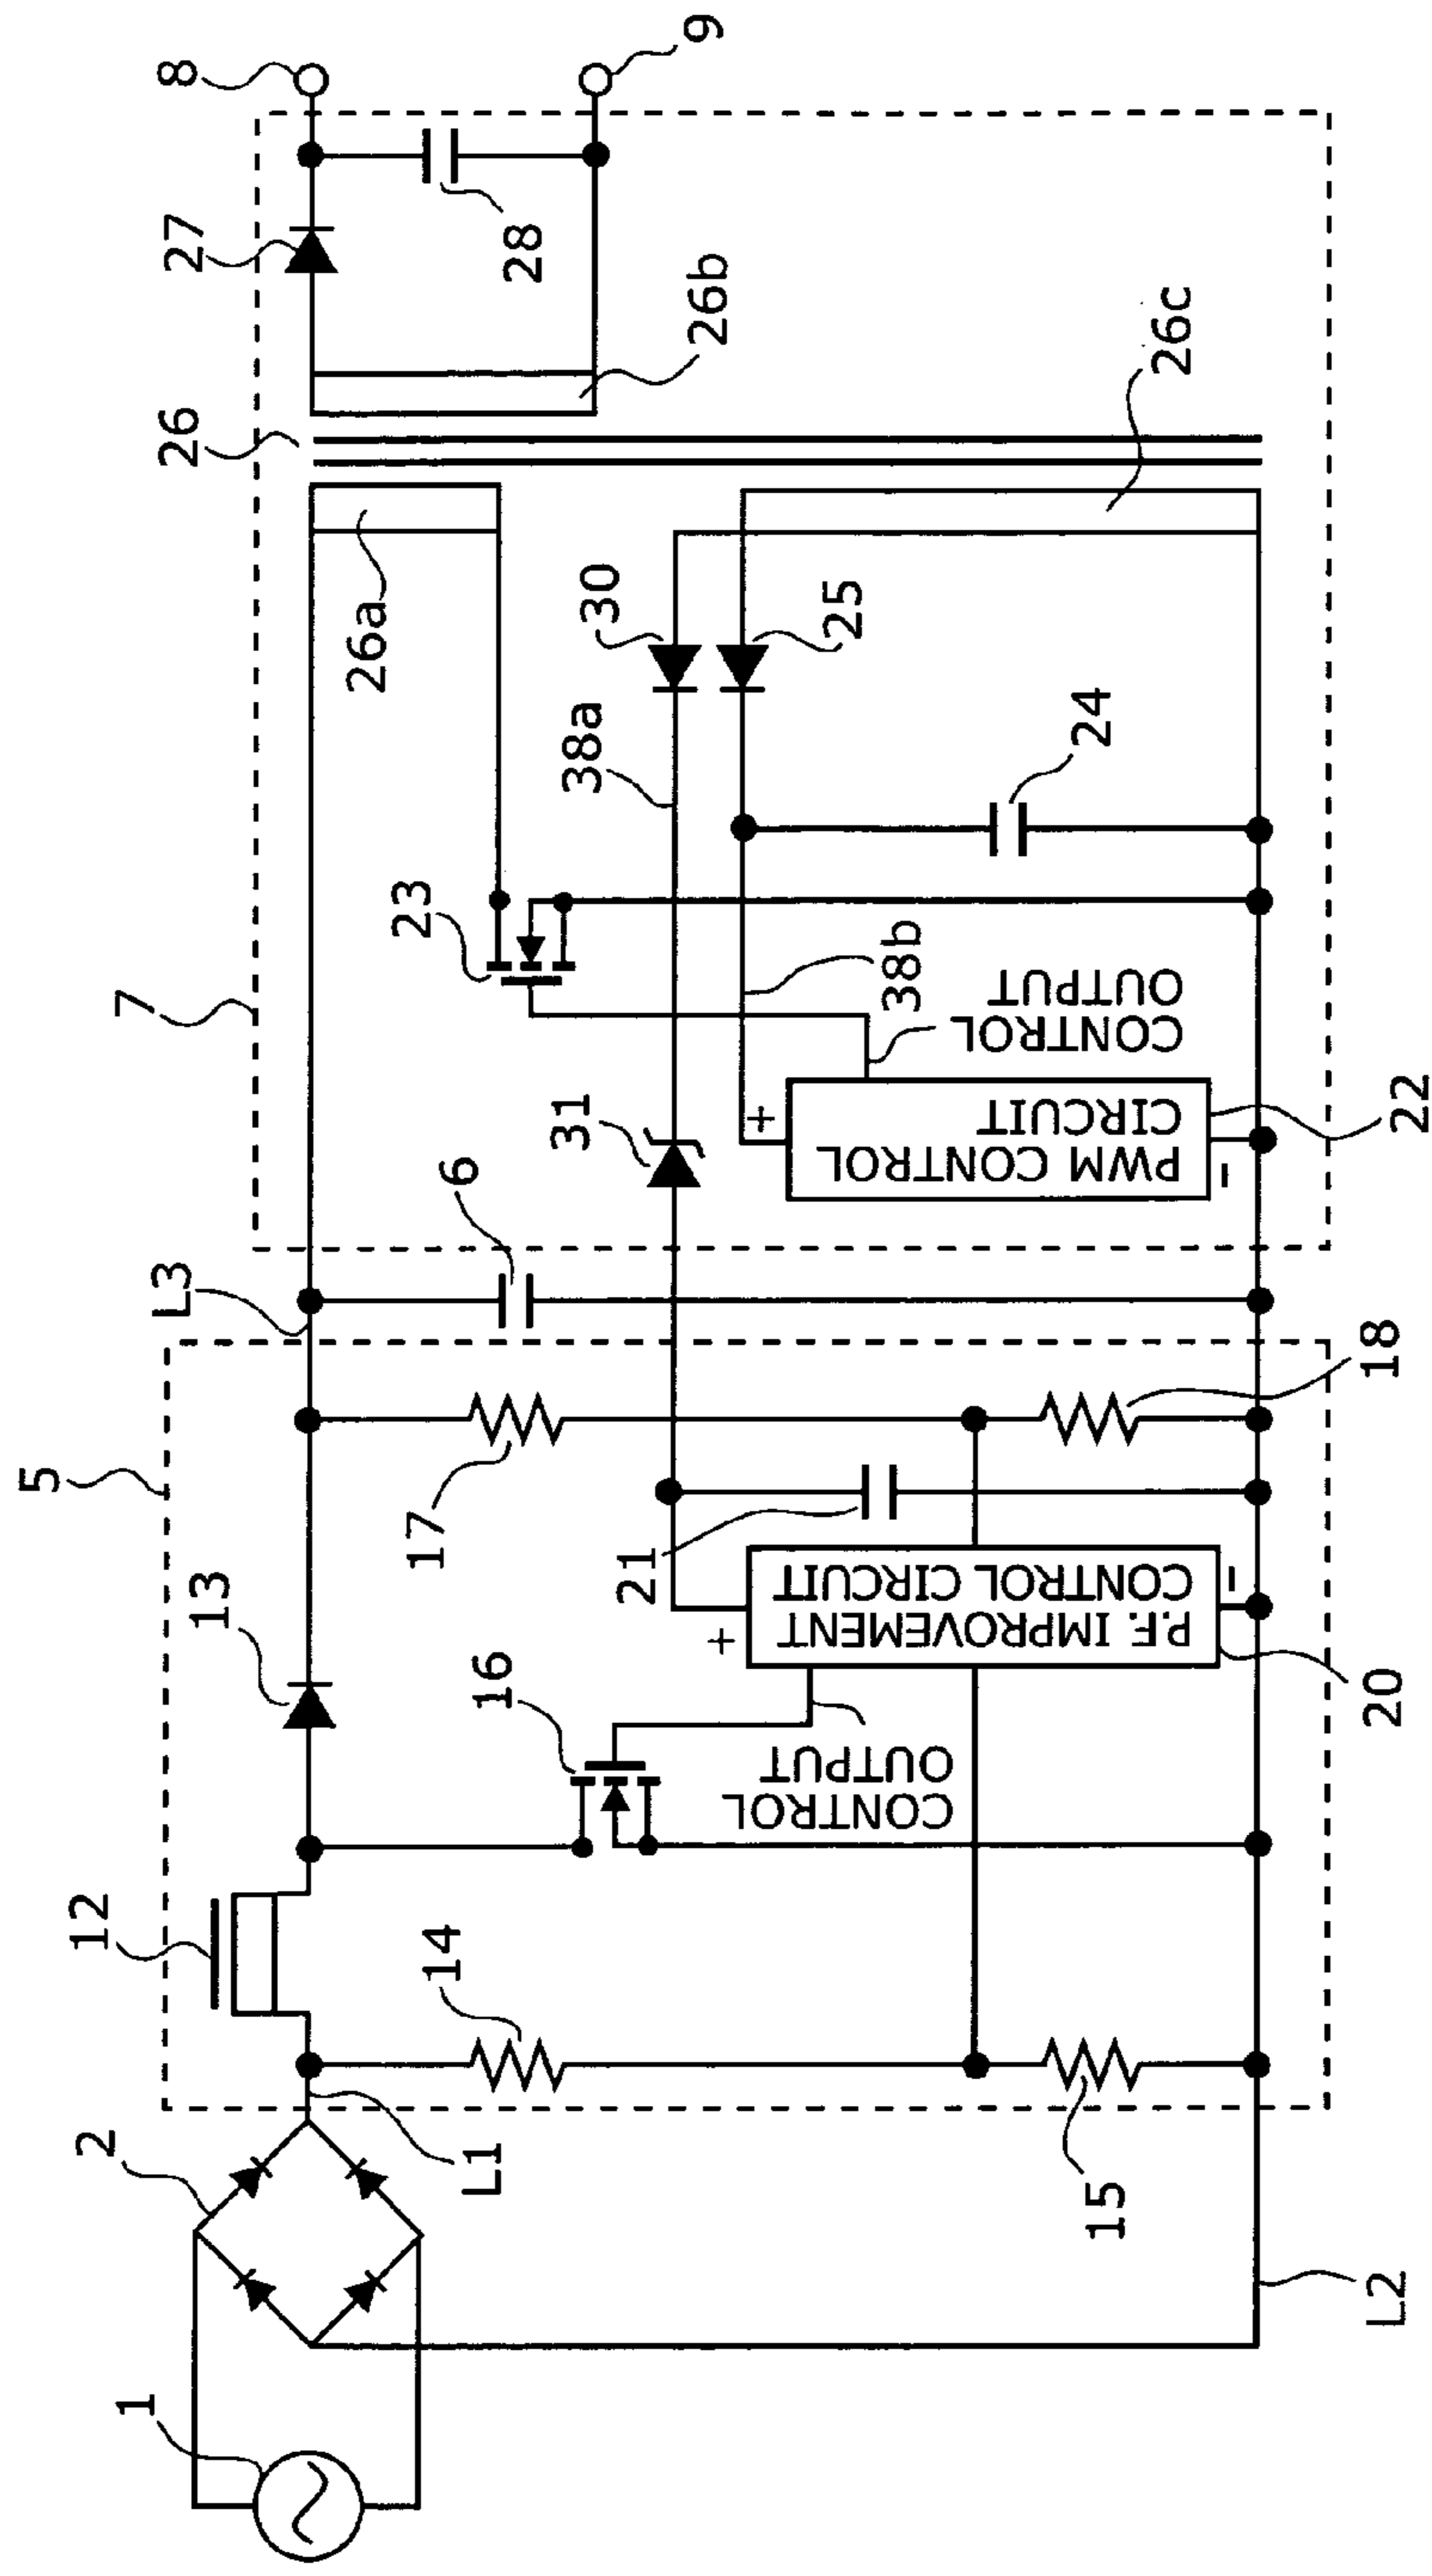 5
7
12
13
L3
26
27
8
2
16
17
6
31
23
38a
30
26a
28
9
1
14
L1
21
+
+
25
26b
CONTROL
OUTPUT
P.F. IMPROVEMENT
CONTROL CIRCUIT
PWM CONTROL
CIRCUIT
CONTROL
OUTPUT
38b
24
26c
15
−
−
L2
20
18
22